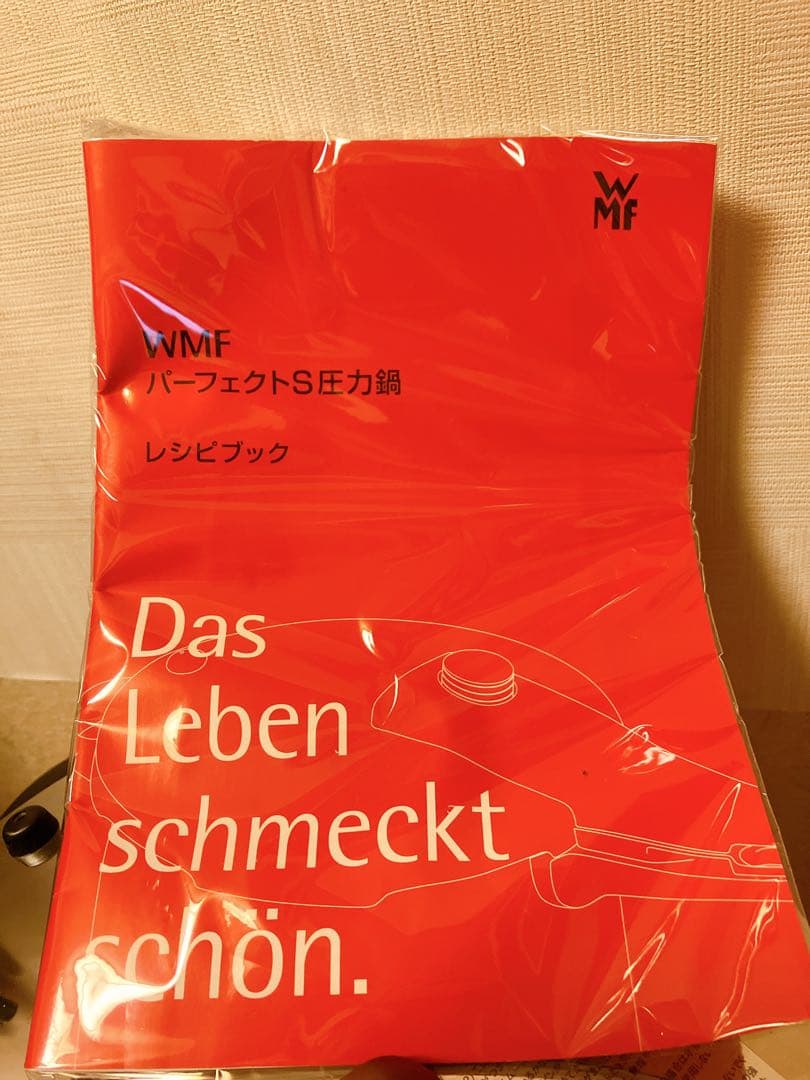 W
MF
WMF
パーフェクトS圧力鍋
レシピブック
Das
Leben
schmeckt
schön.